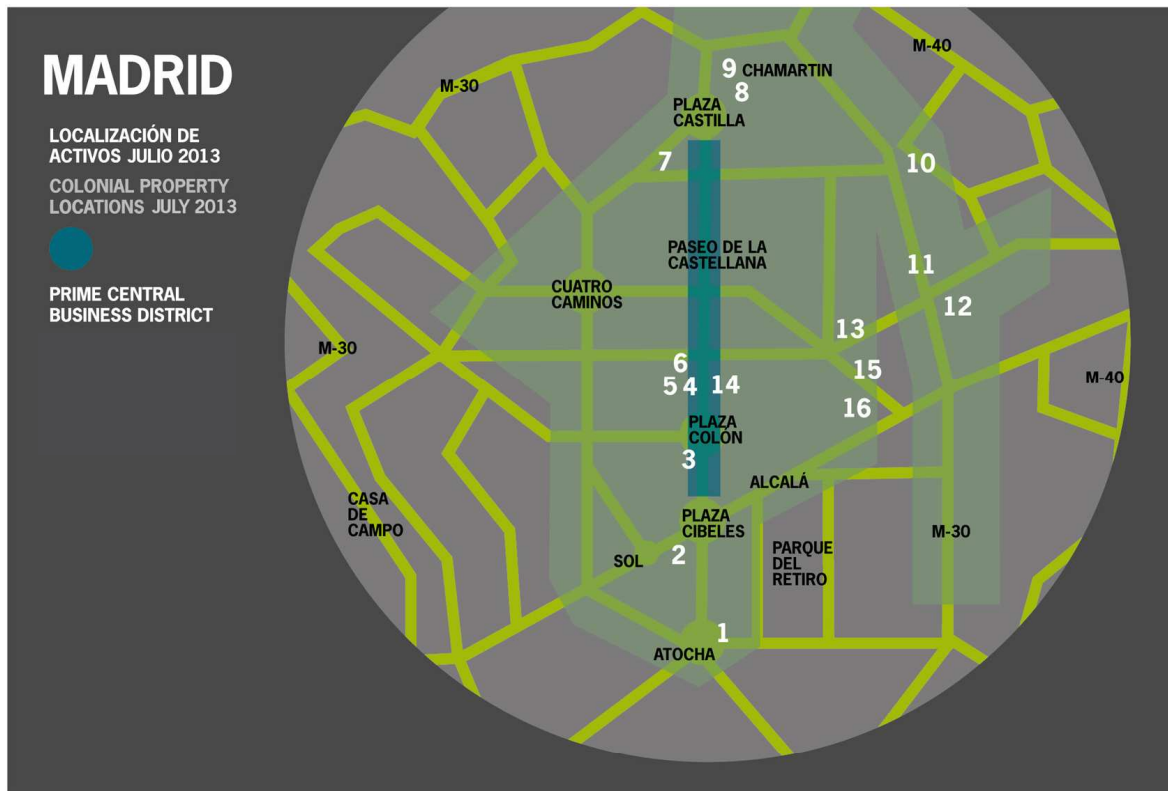 MADRID
LOCALIZACIÓN DE
ACTIVOS JULIO 2013
COLONIAL PROPERTY
LOCATIONS JULY 2013
PRIME CENTRAL
BUSINESS DISTRICT
M-40
M-30
9
CHAMARTIN
8
PLAZA
CASTILLA
7
10
PASEO DE LA
CASTELLANA
11
CUATRO
CAMINOS
12
13
M-30
6
15
5 4
14
M-40
16
PLAZA
COLÓN
3
ALCALÁ
CASA
DE
CAMPO
PLAZA
CIBELES
M-30
SOL
2
PARQUE
DEL
RETIRO
1
ATOCHA